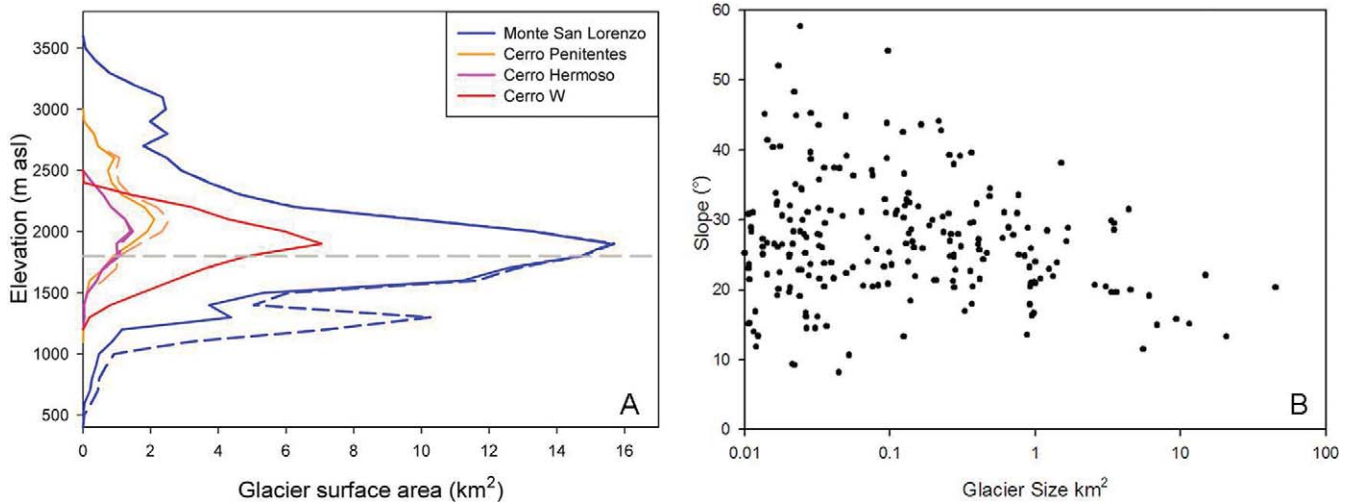 3500
3000
2500
2000
1500
1000
500
Elevation (m asl)
0 2 4 6 8 10 12 14 16
Glacier surface area (km²)
Monte San Lorenzo
Cerro Penitentes
Cerro Hermoso
Cerro W
A
60
50
40
30
20
10
0
Slope (°)
0.01 0.1 1 10 100
Glacier Size km²
B